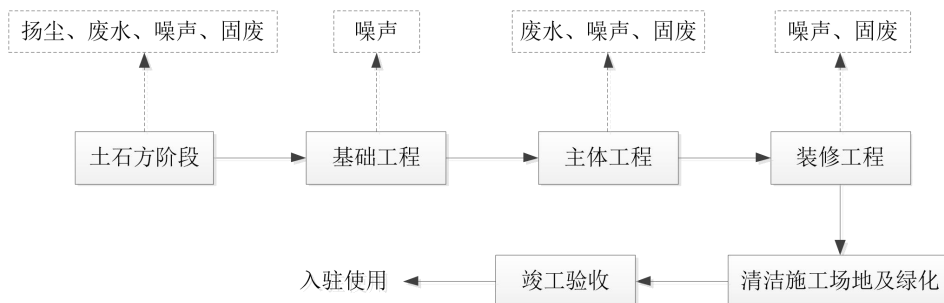 扬尘、废水、噪声、固废
噪声
废水、噪声、固废
噪声、固废
土石方阶段
基础工程
主体工程
装修工程
入驻使用
竣工验收
清洁施工场地及绿化